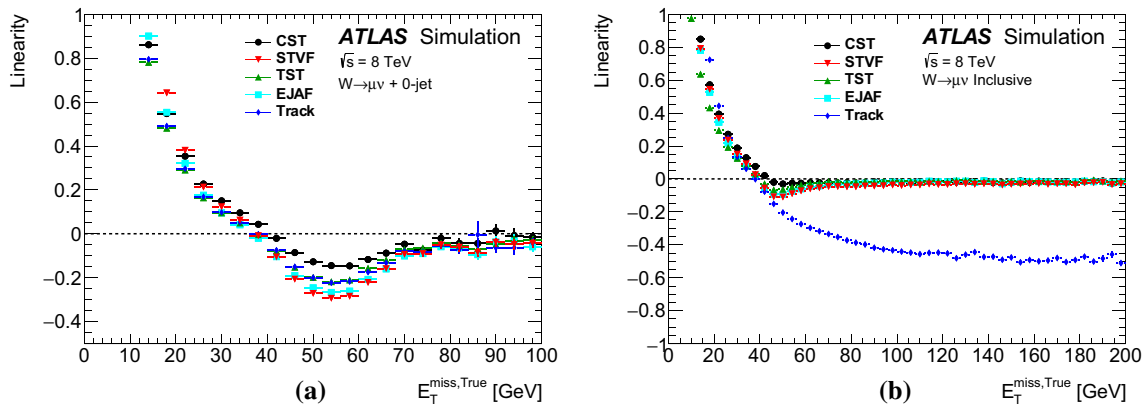 Linearity
1
0.8
0.6
0.4
0.2
0
−0.2
−0.4
CST
STVF
TST
EJAF
Track
ATLAS Simulation
√s = 8 TeV
W→μν + 0-jet
0 10 20 30 40 50 60 70 80 90 100
E_T^miss,True [GeV]
(a)
Linearity
1
0.8
0.6
0.4
0.2
0
−0.2
−0.4
−0.6
−0.8
−1
CST
STVF
TST
EJAF
Track
ATLAS Simulation
√s = 8 TeV
W→μν Inclusive
0 20 40 60 80 100 120 140 160 180 200
E_T^miss,True [GeV]
(b)